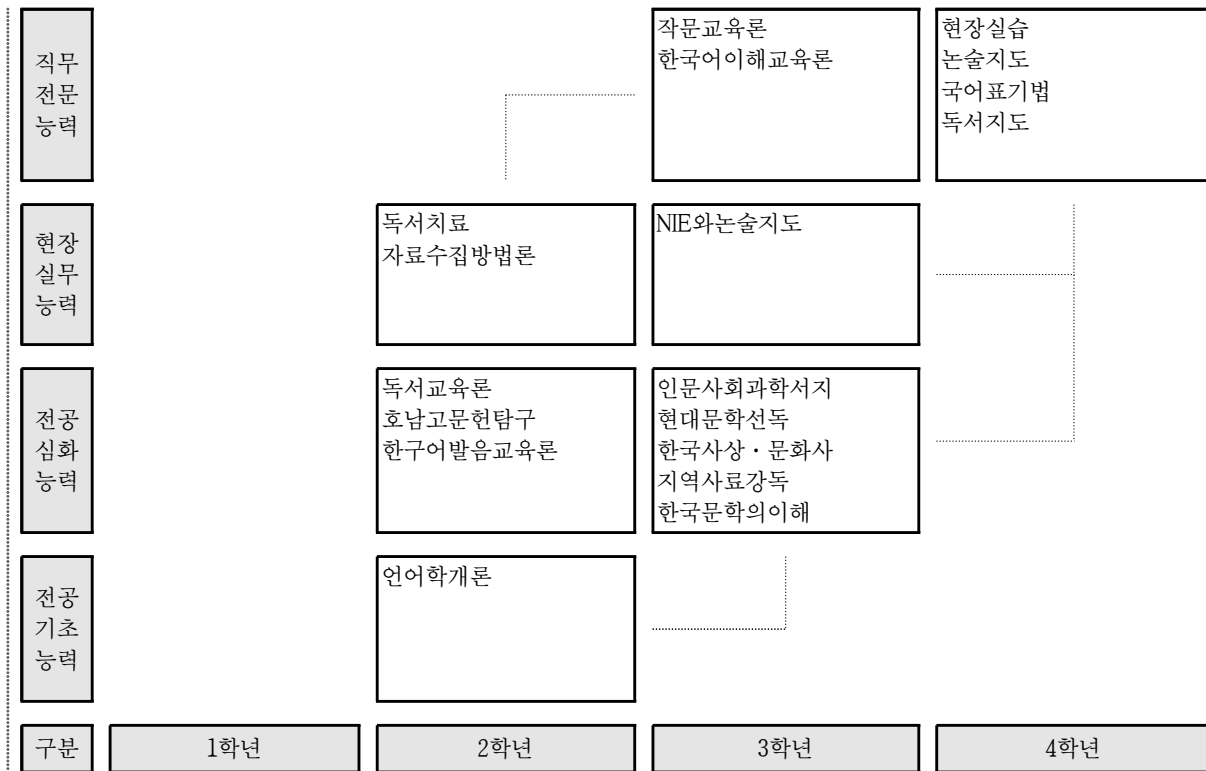 직무
전문
능력
작문교육론
한국어이해교육론
현장실습
논술지도
국어표기법
독서지도
현장
실무
능력
독서치료
자료수집방법론
NIE와논술지도
전공
심화
능력
독서교육론
호남고문헌탐구
한구어발음교육론
인문사회과학서지
현대문학선독
한국사상·문화사
지역사료강독
한국문학의이해
전공
기초
능력
언어학개론
구분 1학년 2학년 3학년 4학년